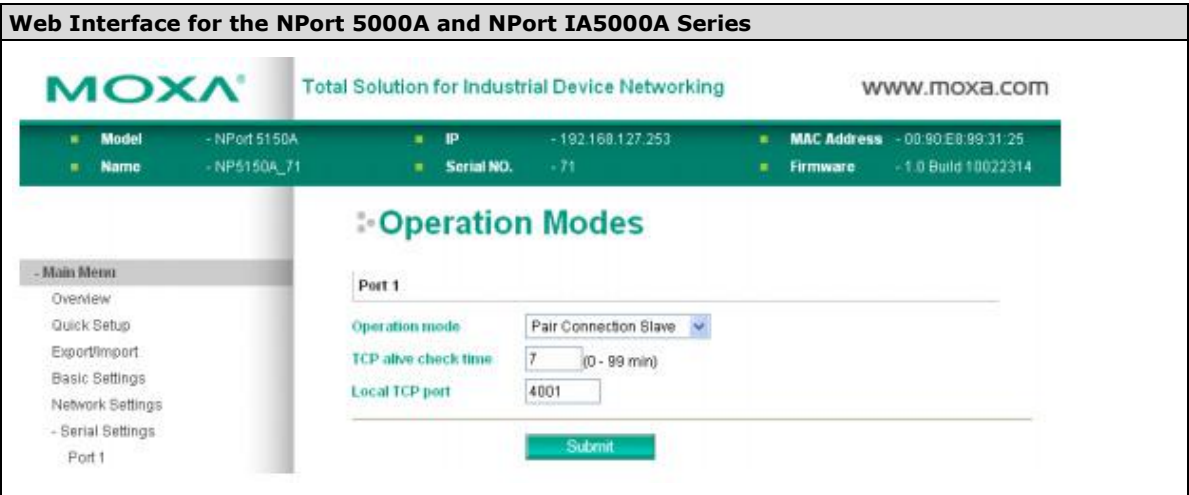 Web Interface for the NPort 5000A and NPort IA5000A Series
MOXA® Total Solution for Industrial Device Networking www.moxa.com
Model - NPort 5150A IP - 192.168.127.253 MAC Address - 00:90:E8:99:31:25
Name - NP5150A_71 Serial NO. - 71 Firmware - 1.0 Build 10022314
Operation Modes
- Main Menu
Overview
Quick Setup
Export/Import
Basic Settings
Network Settings
- Serial Settings
Port 1
Port 1
Operation mode Pair Connection Slave
TCP alive check time 7 (0 - 99 min)
Local TCP port 4001
Submit